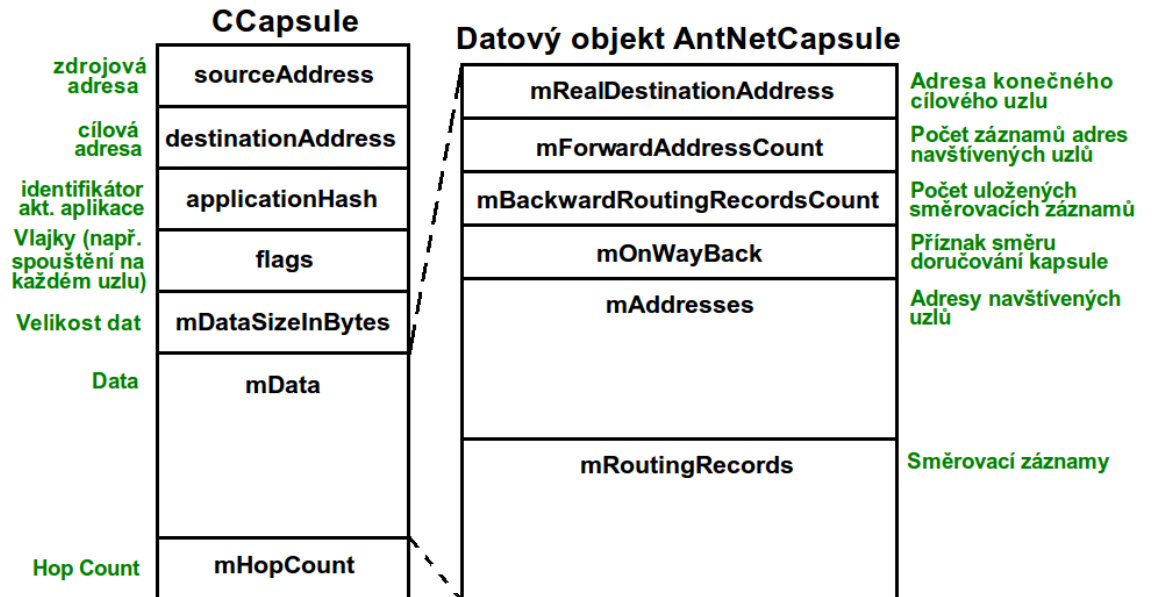 CCapsule
zdrojová
adresa
sourceAddress
cílová
adresa
destinationAddress
identifikátor
akt. aplikace
applicationHash
Vlajky (např.
spouštění na
každém uzlu)
flags
Velikost dat
mDataSizeInBytes
Data
mData
Hop Count
mHopCount
Datový objekt AntNetCapsule
mRealDestinationAddress
Adresa konečného
cílového uzlu
mForwardAddressCount
Počet záznamů adres
navštívených uzlů
mBackwardRoutingRecordsCount
Počet uložených
směrovacích záznamů
mOnWayBack
Příznak směru
doručování kapsule
mAddresses
Adresy navštívených
uzlů
mRoutingRecords
Směrovací záznamy